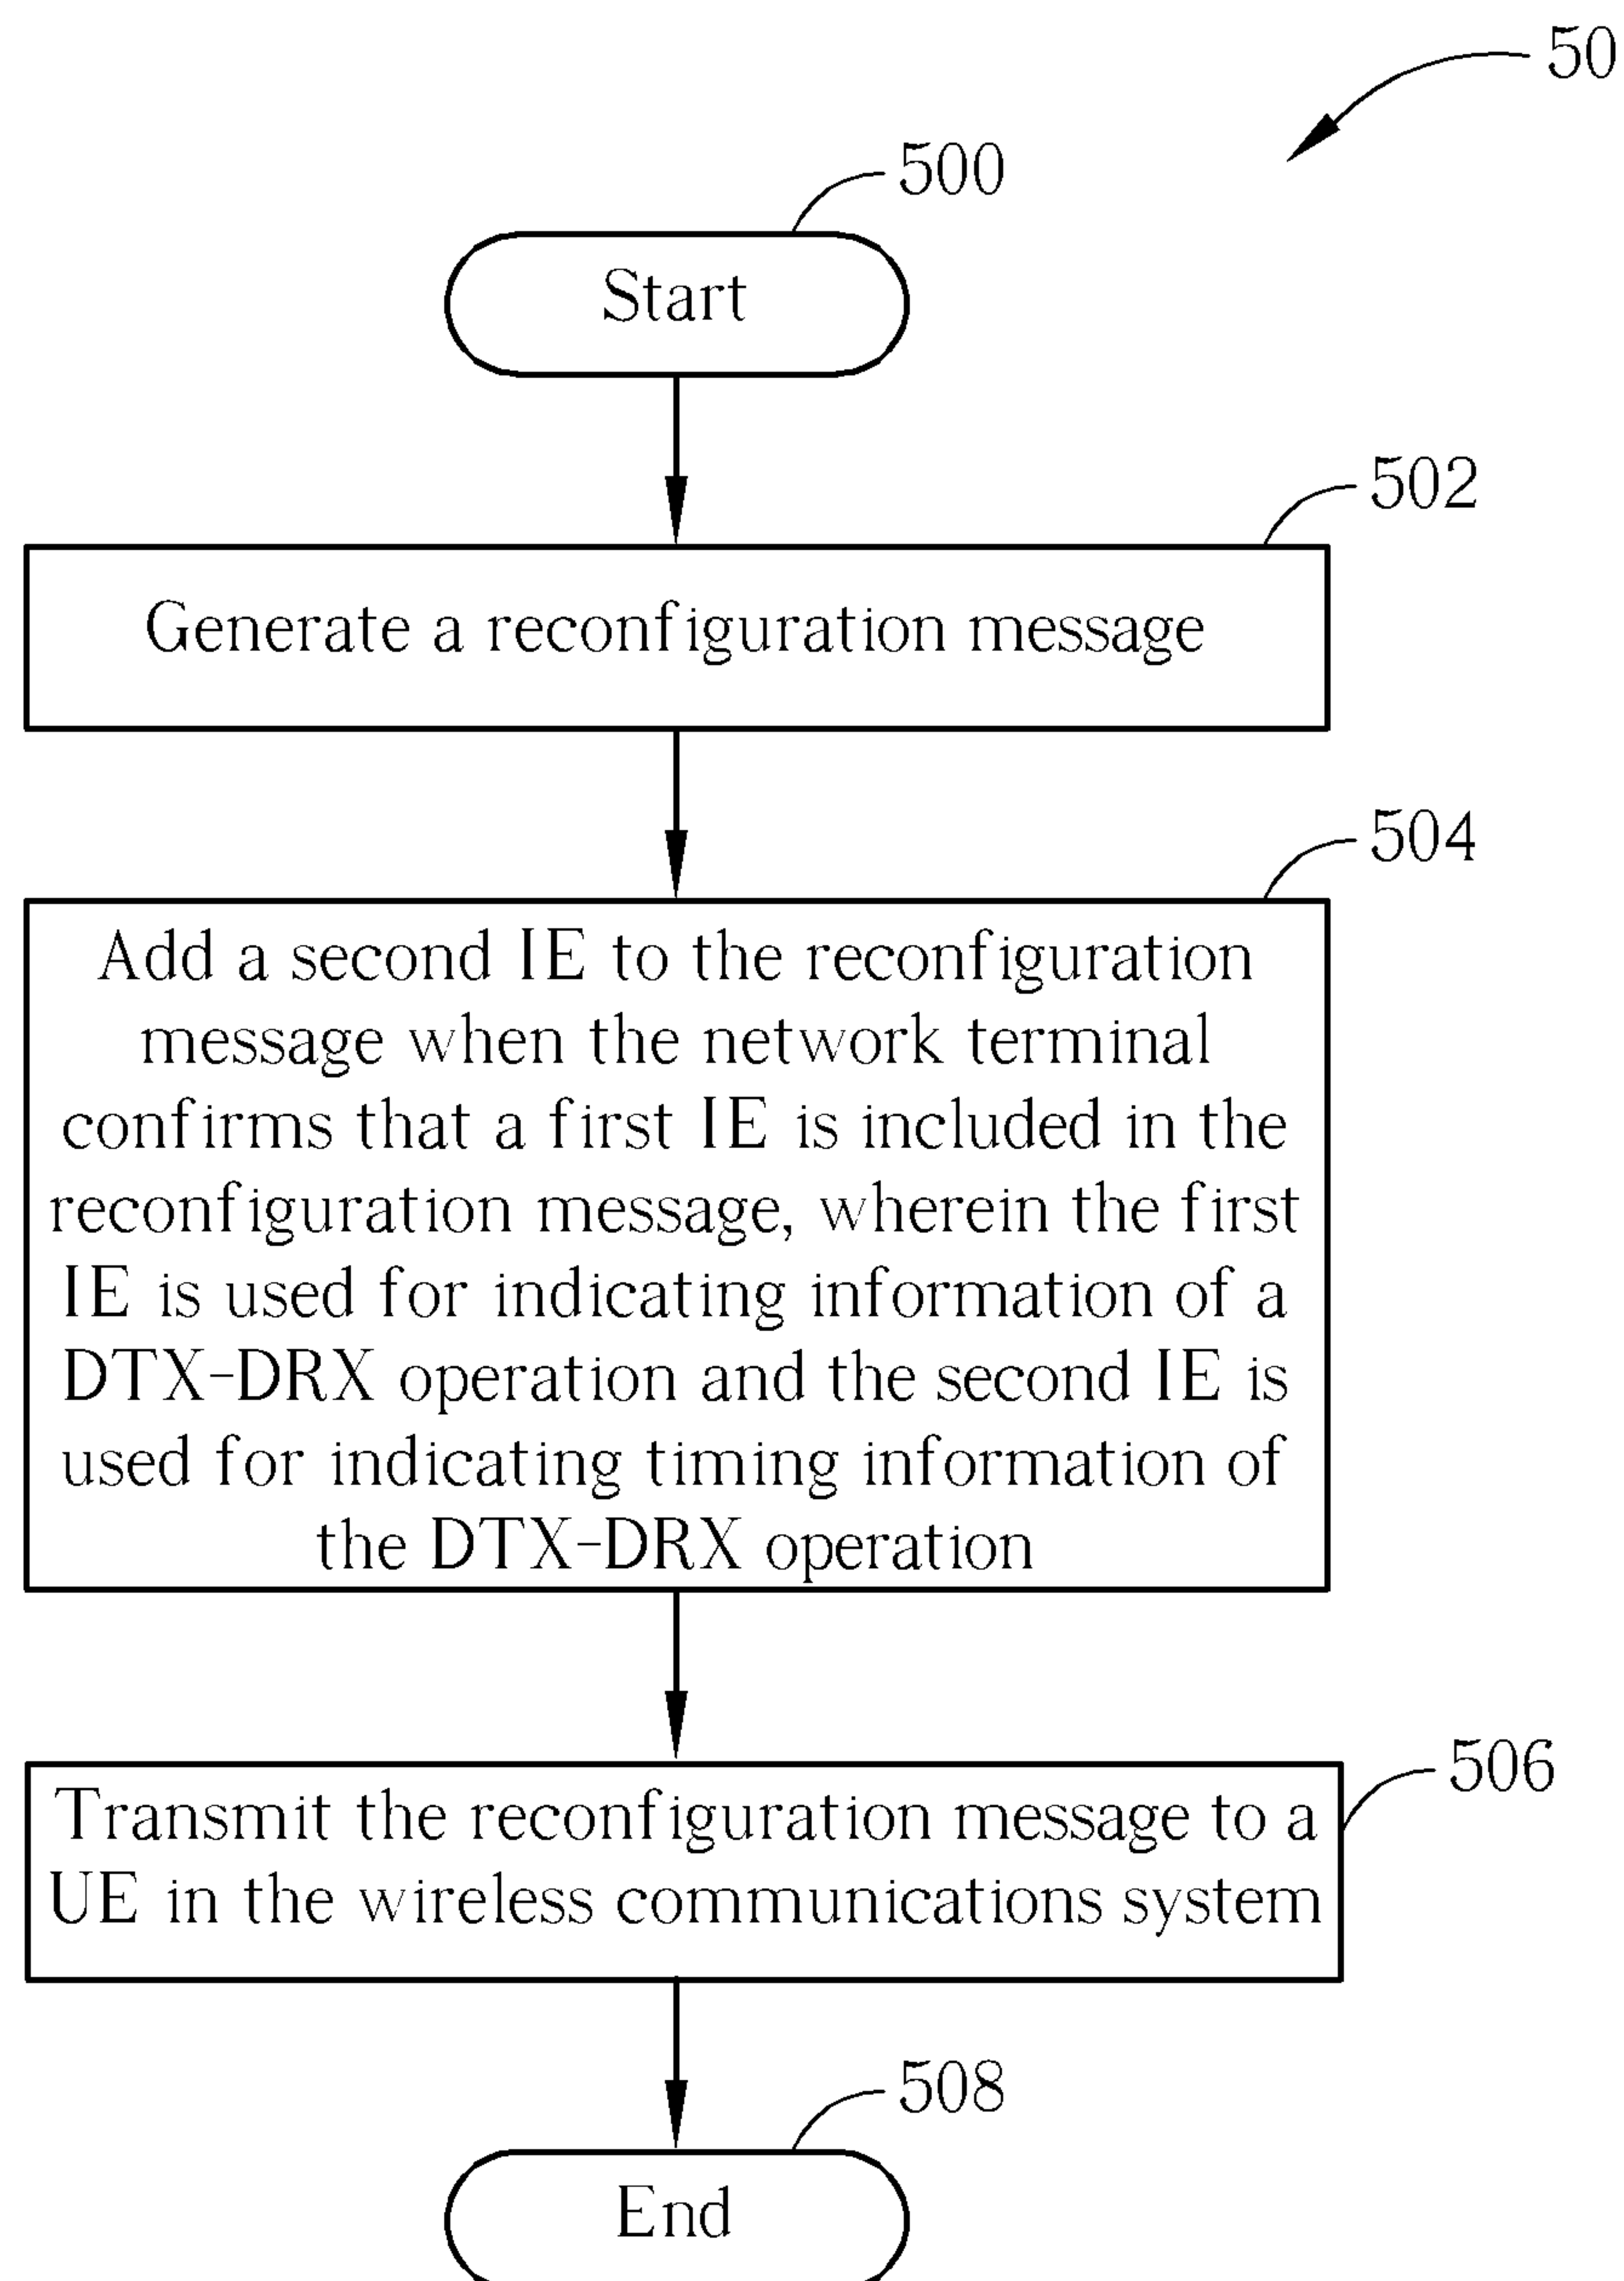 50
500
Start
502
Generate a reconfiguration message
504
Add a second IE to the reconfiguration
message when the network terminal
confirms that a first IE is included in the
reconfiguration message, wherein the first
IE is used for indicating information of a
DTX-DRX operation and the second IE is
used for indicating timing information of
the DTX-DRX operation
506
Transmit the reconfiguration message to a
UE in the wireless communications system
508
End